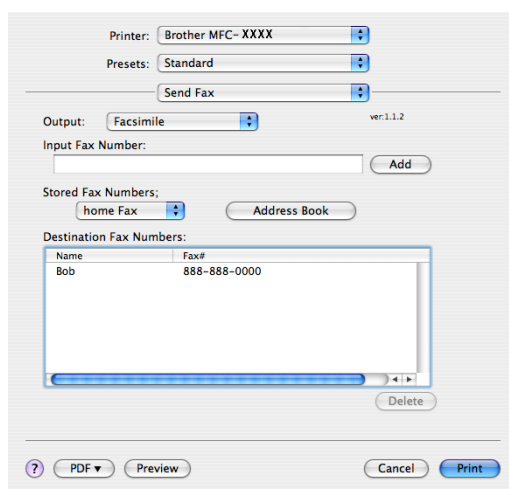 Printer: Brother MFC-XXXX
Presets: Standard
Send Fax
Output: Facsimile ver:1.1.2
Input Fax Number:
Add
Stored Fax Numbers;
home Fax Address Book
Destination Fax Numbers:
Name Fax#
Bob 888-888-0000
Delete
? PDF▼ Preview Cancel Print